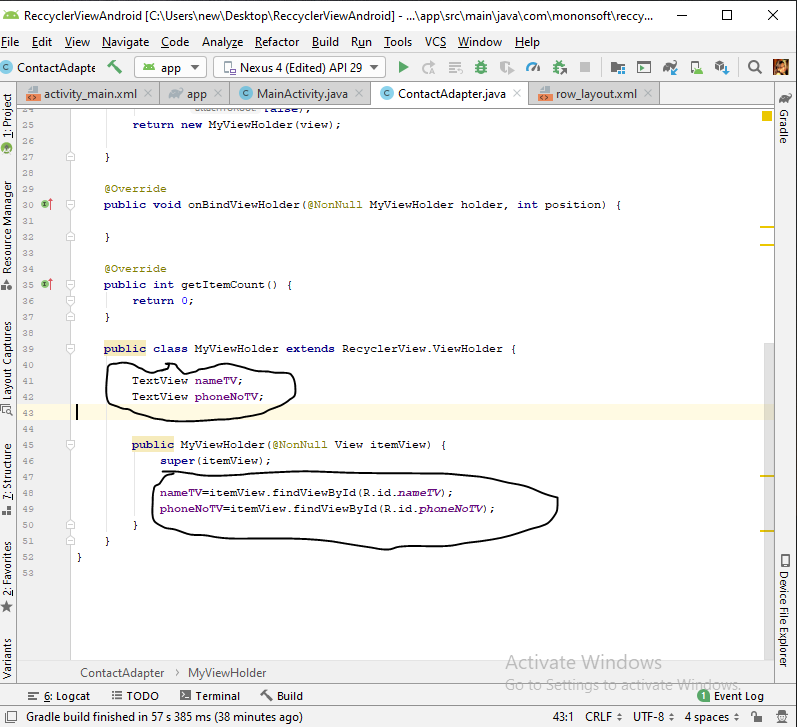 ReccyclerViewAndroid [C:\Users\new\Desktop\ReccyclerViewAndroid] - ...\app\src\main\java\com\mononsoft\reccy...
File Edit View Navigate Code Analyze Refactor Build Run Tools VCS Window Help
ContactAdapte app Nexus 4 (Edited) API 29
activity_main.xml app MainActivity.java ContactAdapter.java row_layout.xml
1: Project
Resource Manager
Layout Captures
7: Structure
2: Favorites
Variants
Gradle
Device File Explorer
25 return new MyViewHolder(view);
26
27 }
28
29 @Override
30 public void onBindViewHolder(@NonNull MyViewHolder holder, int position) {
31
32 }
33
34 @Override
35 public int getItemCount() {
36 return 0;
37 }
38
39 public class MyViewHolder extends RecyclerView.ViewHolder {
40
41 TextView nameTV;
42 TextView phoneNoTV;
43
44
45 public MyViewHolder(@NonNull View itemView) {
46 super(itemView);
47
48 nameTV=itemView.findViewById(R.id.nameTV);
49 phoneNoTV=itemView.findViewById(R.id.phoneNoTV);
50 }
51 }
52 }
53
Activate Windows
Go to Settings to activate Windows.
ContactAdapter › MyViewHolder
6: Logcat TODO Terminal Build 1 Event Log
Gradle build finished in 57 s 385 ms (38 minutes ago) 43:1 CRLF UTF-8 4 spaces